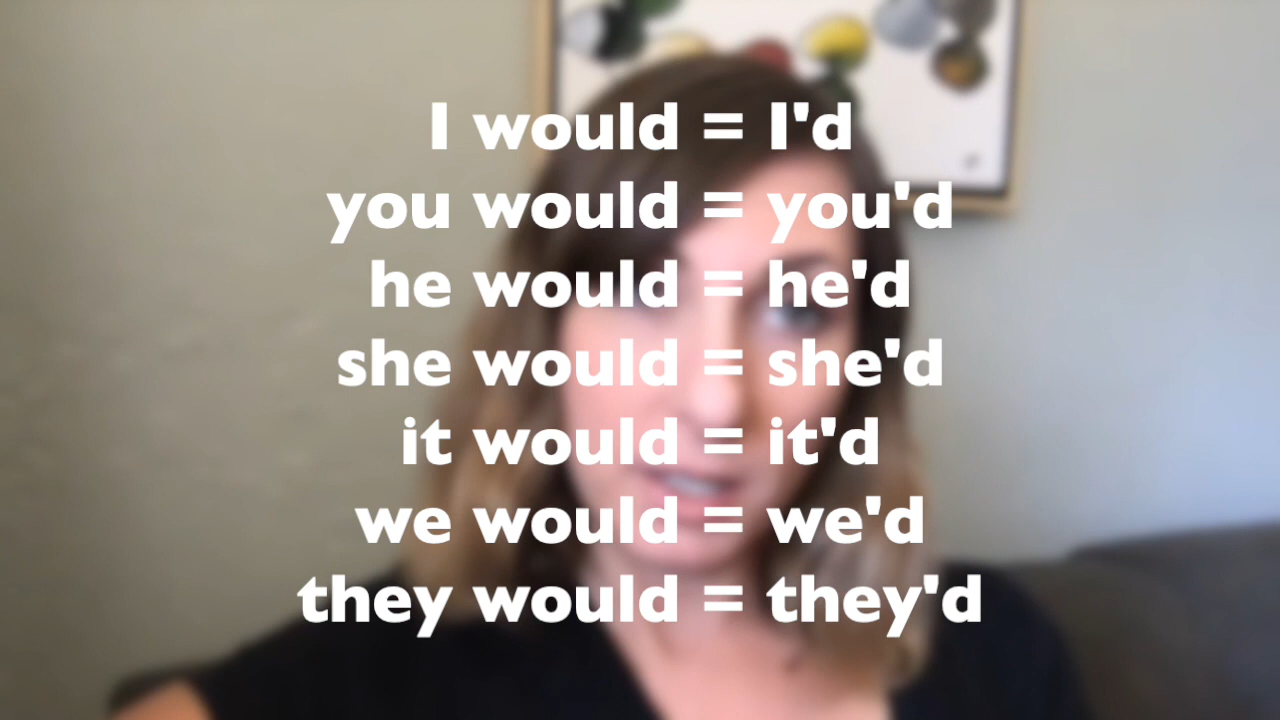 I would = I'd
you would = you'd
he would = he'd
she would = she'd
it would = it'd
we would = we'd
they would = they'd